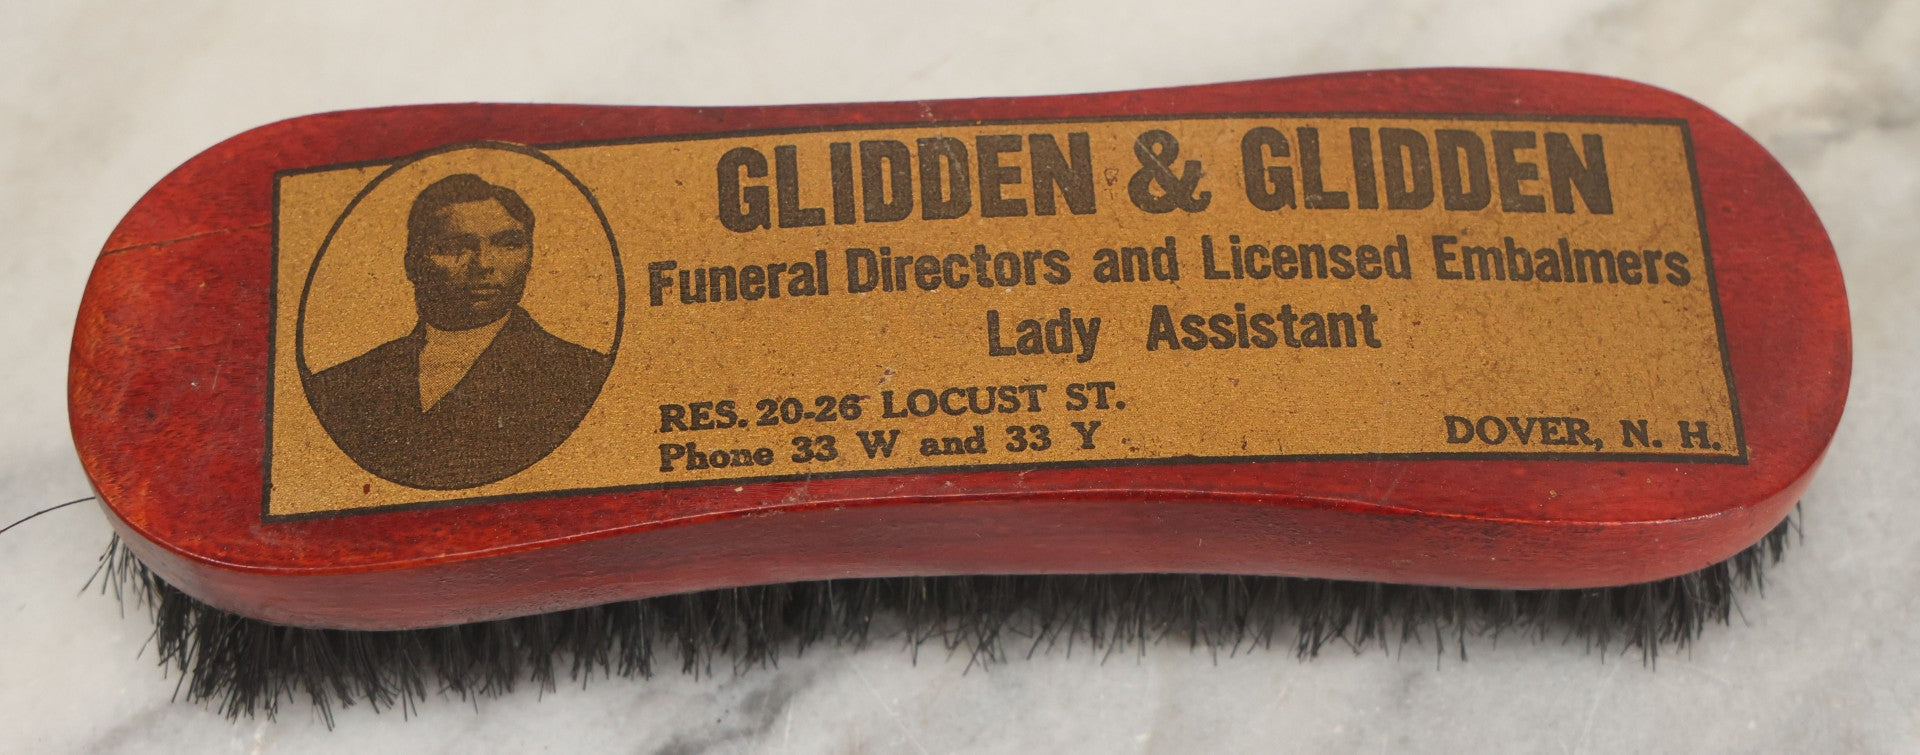 GLIDDEN & GLIDDEN
Funeral Directors and Licensed Embalmers
Lady Assistant
RES. 20-26 LOCUST ST.
Phone 33 W and 33 Y
DOVER, N. H.